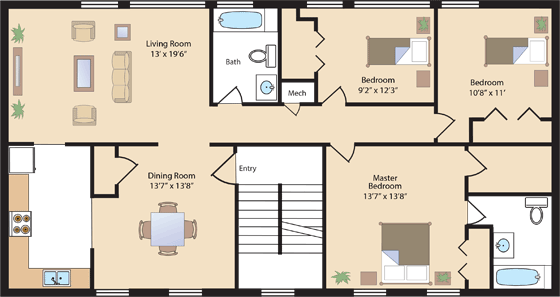 Living Room
13' x 19'6"
Bath
Mech
Bedroom
9'2" x 12'3"
Bedroom
10'8" x 11'
Dining Room
13'7" x 13'8"
Entry
Master
Bedroom
13'7" x 13'8"